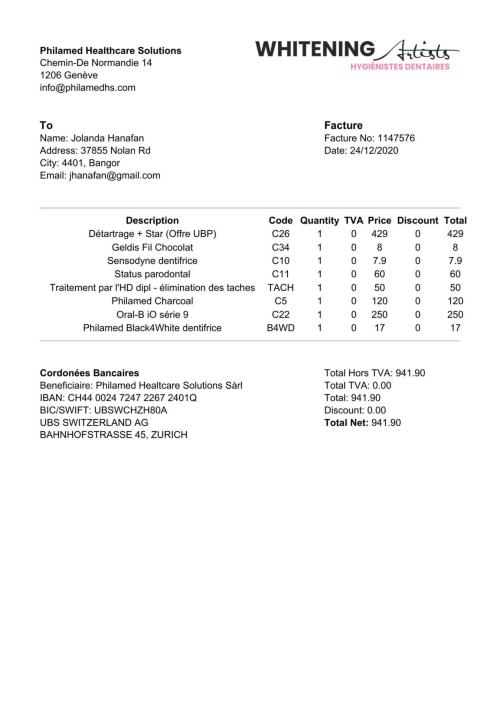 Philamed Healthcare Solutions
Chemin-De Normandie 14
1206 Genève
info@philamedhs.com
WHITENING Artists
HYGIÉNISTES DENTAIRES
To
Name: Jolanda Hanafan
Address: 37855 Nolan Rd
City: 4401, Bangor
Email: jhanafan@gmail.com
Facture
Facture No: 1147576
Date: 24/12/2020
Description Code Quantity TVA Price Discount Total
Détartrage + Star (Offre UBP) C26 1 0 429 0 429
Geldis Fil Chocolat C34 1 0 8 0 8
Sensodyne dentifrice C10 1 0 7.9 0 7.9
Status parodontal C11 1 0 60 0 60
Traitement par l'HD dipl - élimination des taches TACH 1 0 50 0 50
Philamed Charcoal C5 1 0 120 0 120
Oral-B iO série 9 C22 1 0 250 0 250
Philamed Black4White dentifrice B4WD 1 0 17 0 17
Cordonées Bancaires
Beneficiaire: Philamed Healtcare Solutions Sàrl
IBAN: CH44 0024 7247 2267 2401Q
BIC/SWIFT: UBSWCHZH80A
UBS SWITZERLAND AG
BAHNHOFSTRASSE 45, ZURICH
Total Hors TVA: 941.90
Total TVA: 0.00
Total: 941.90
Discount: 0.00
Total Net: 941.90